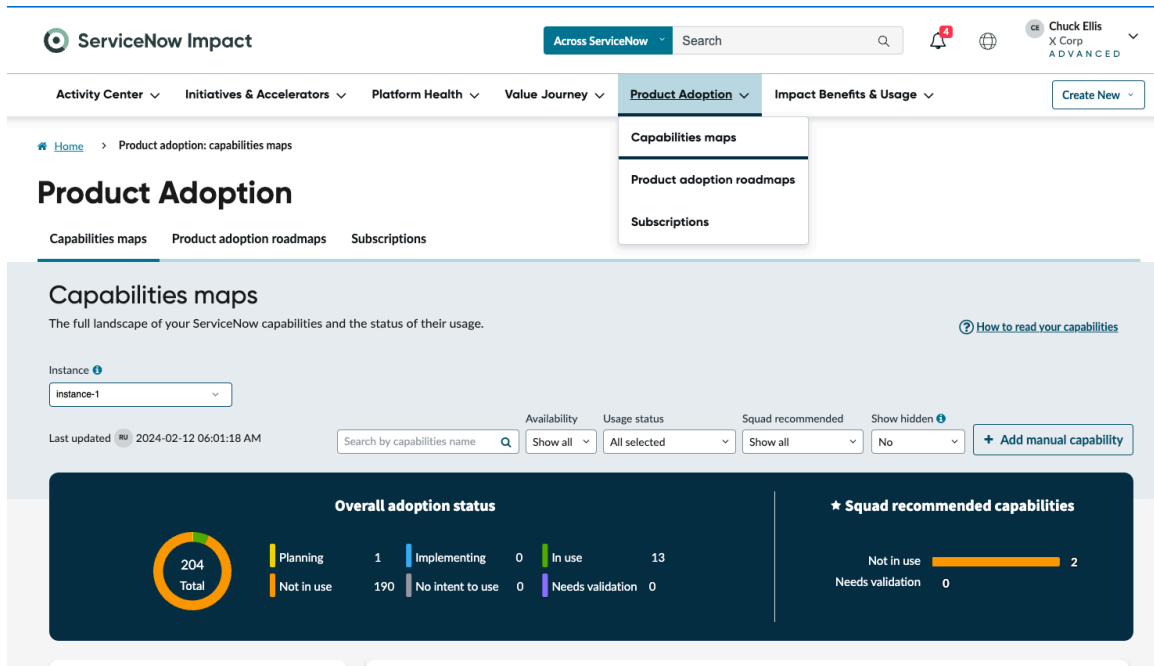 ServiceNow Impact
Across ServiceNow
Search
4
CE
Chuck Ellis
X Corp
ADVANCED
Activity Center
Initiatives & Accelerators
Platform Health
Value Journey
Product Adoption
Impact Benefits & Usage
Create New
Capabilities maps
Product adoption roadmaps
Subscriptions
Home > Product adoption: capabilities maps
Product Adoption
Capabilities maps
Product adoption roadmaps
Subscriptions
Capabilities maps
The full landscape of your ServiceNow capabilities and the status of their usage.
? How to read your capabilities
Instance i
instance-1
Last updated RU 2024-02-12 06:01:18 AM
Search by capabilities name
Availability
Show all
Usage status
All selected
Squad recommended
Show all
Show hidden i
No
+ Add manual capability
Overall adoption status
204
Total
Planning 1
Implementing 0
In use 13
Not in use 190
No intent to use 0
Needs validation 0
★ Squad recommended capabilities
Not in use 2
Needs validation 0